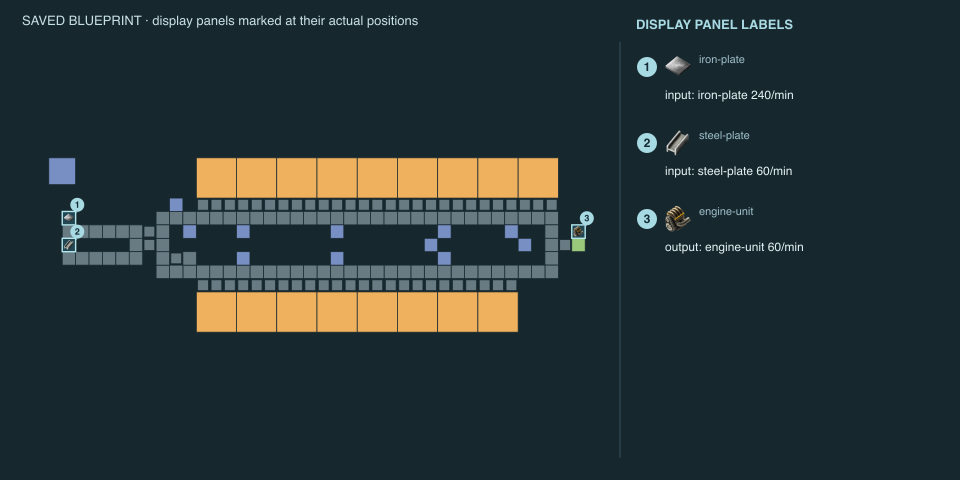 SAVED BLUEPRINT · display panels marked at their actual positions
DISPLAY PANEL LABELS
1
iron-plate
input: iron-plate 240/min
2
steel-plate
input: steel-plate 60/min
3
engine-unit
output: engine-unit 60/min
1
2
3